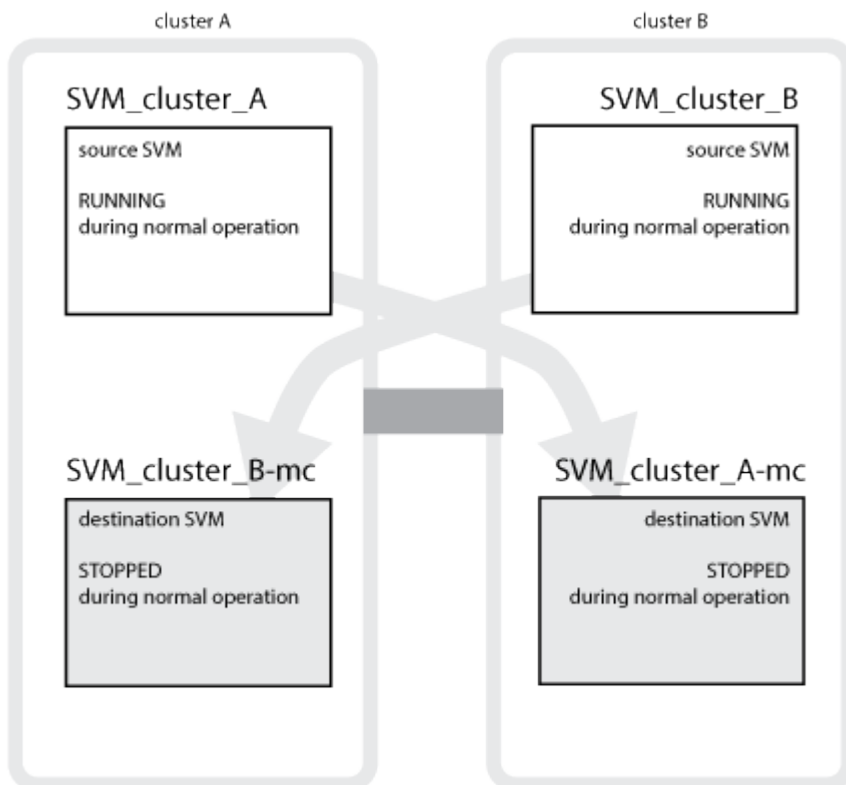 cluster A
cluster B
SVM_cluster_A
source SVM
RUNNING
during normal operation
SVM_cluster_B
source SVM
RUNNING
during normal operation
SVM_cluster_B-mc
destination SVM
STOPPED
during normal operation
SVM_cluster_A-mc
destination SVM
STOPPED
during normal operation